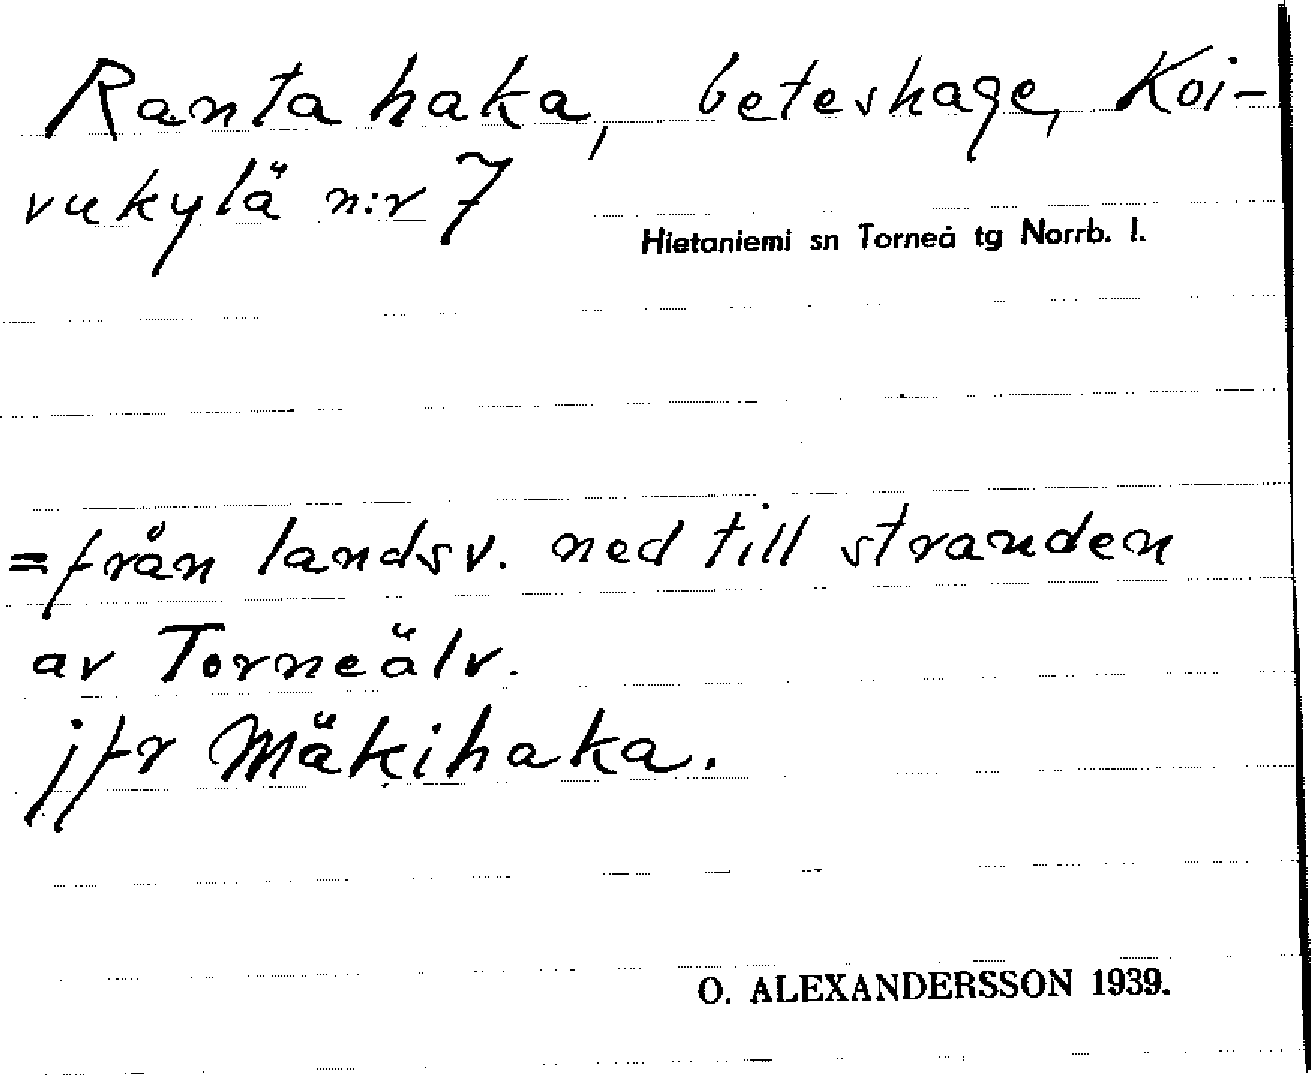 Rantahaka, beteshage, Koi-
vukylä n:r 7
Hietaniemi sn Torneå tg Norrb. l.
= från landsv. ned till stranden
av Torneälv.
jfr Mäkihaka.
O. ALEXANDERSSON 1939.